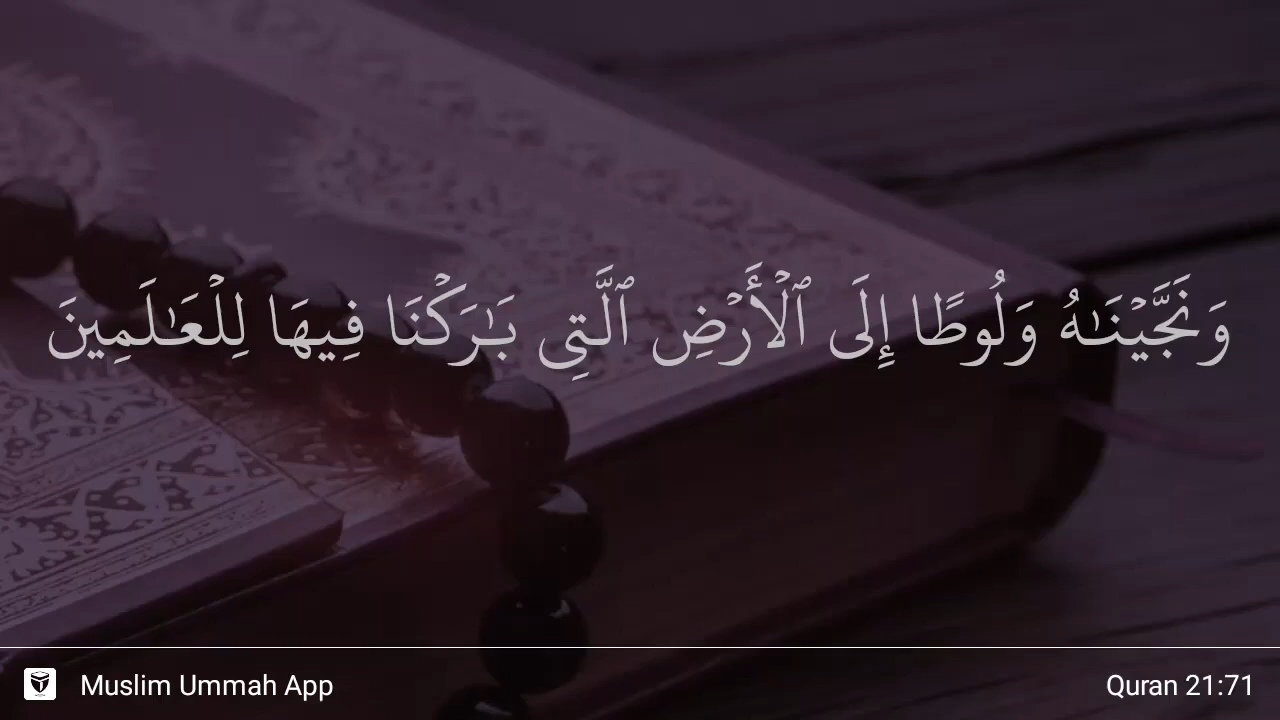 وَنَجَّيْنَـٰهُ وَلُوطًا إِلَى ٱلْأَرْضِ ٱلَّتِى بَـٰرَكْنَا فِيهَا لِلْعَـٰلَمِينَ
Muslim Ummah App
Quran 21:71